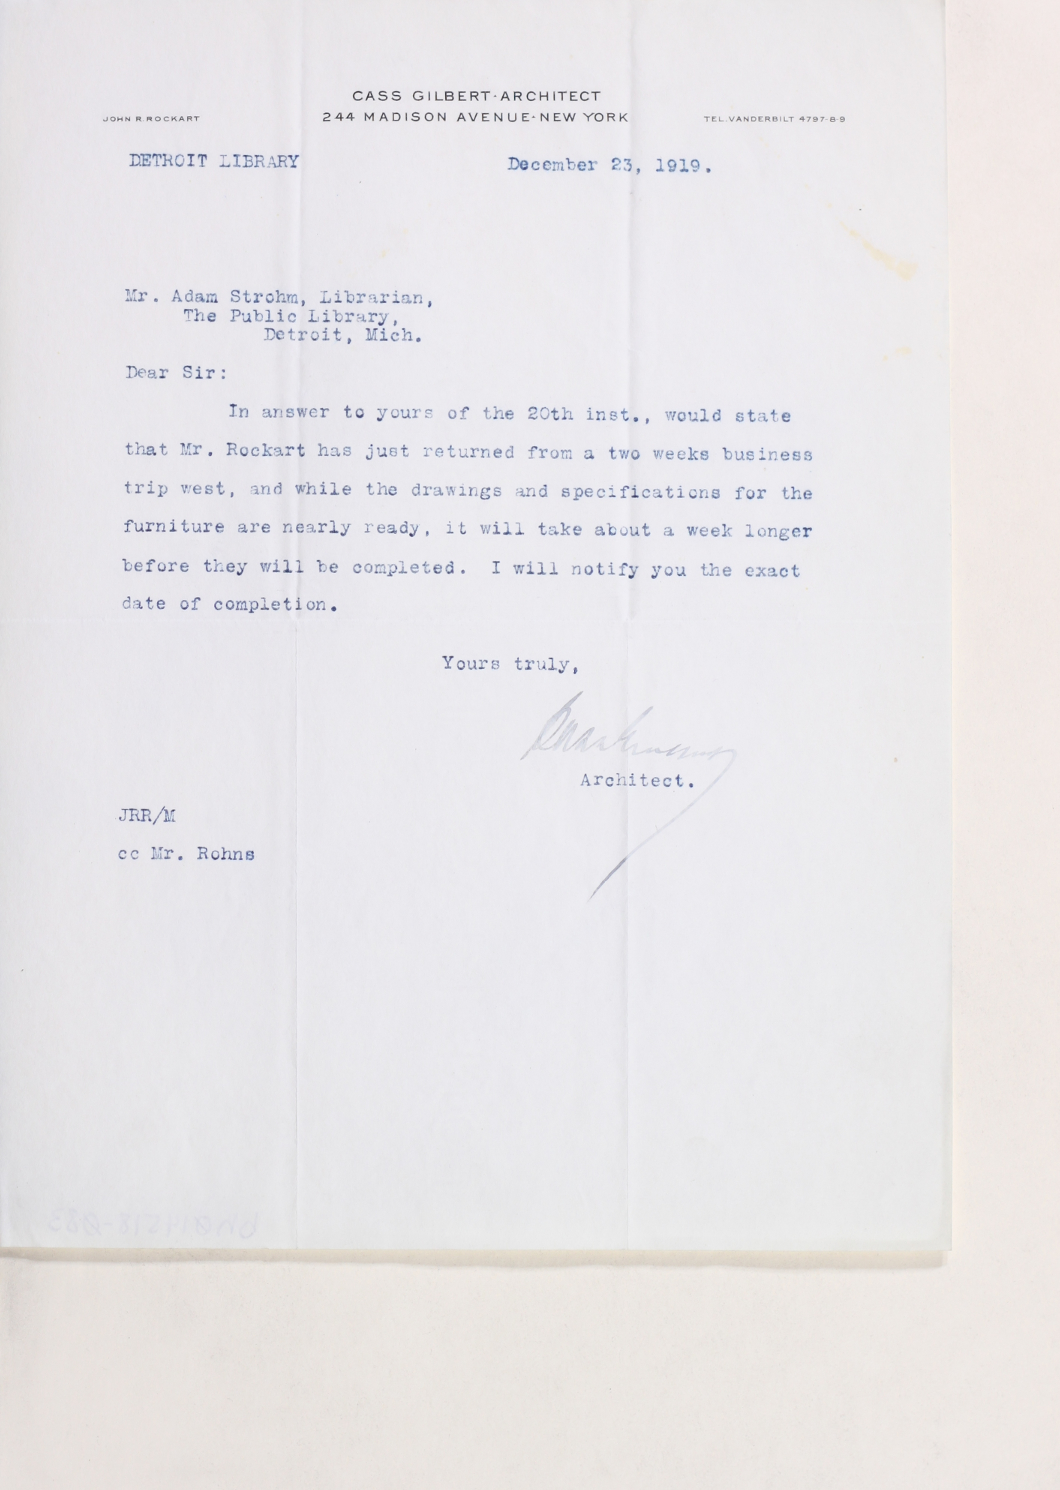 CASS GILBERT·ARCHITECT
JOHN R. ROCKART
244 MADISON AVENUE·NEW YORK
TEL. VANDERBILT 4797-8-9
DETROIT LIBRARY
December 23, 1919.
Mr. Adam Strohm, Librarian,
The Public Library,
Detroit, Mich.
Dear Sir:
In answer to yours of the 20th inst., would state
that Mr. Rockart has just returned from a two weeks business
trip west, and while the drawings and specifications for the
furniture are nearly ready, it will take about a week longer
before they will be completed. I will notify you the exact
date of completion.
Yours truly,
Architect.
JRR/M
cc Mr. Rohns